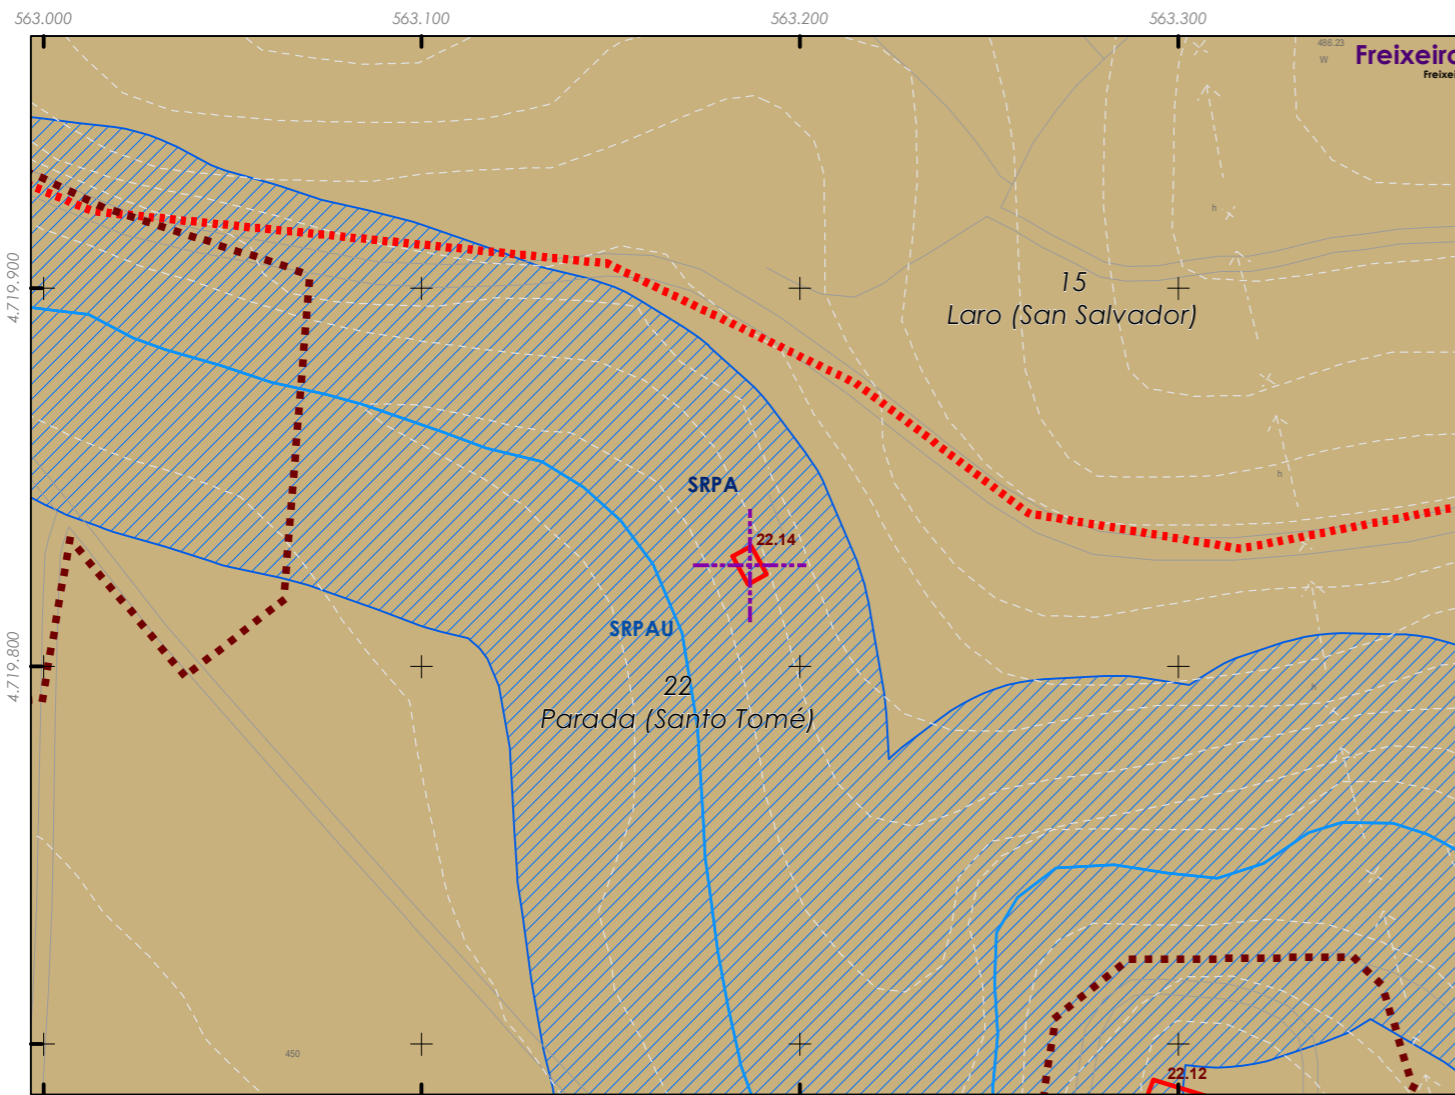 563.000
563.100
563.200
563.300
486.23
W
4.719.900
h
15
Laro (San Salvador)
h
SRPA
22.14
SRPAU
4.719.800
22
Parada (Santo Tomé)
h
450
22.12